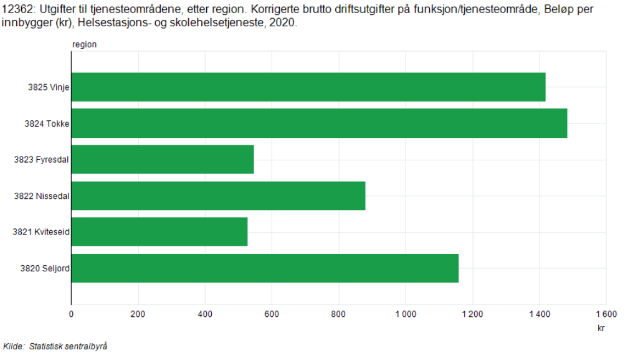 12362: Utgifter til tjenesteområdene, etter region. Korrigerte brutto driftsutgifter på funksjon/tjenesteområde, Beløp per
innbygger (kr), Helsestasjons- og skolehelsetjeneste, 2020.
region
3825 Vinje
3824 Tokke
3823 Fyresdal
3822 Nissedal
3821 Kviteseid
3820 Seljord
0 200 400 600 800 1 000 1 200 1 400 1 600
kr
Kilde: Statistisk sentralbyrå